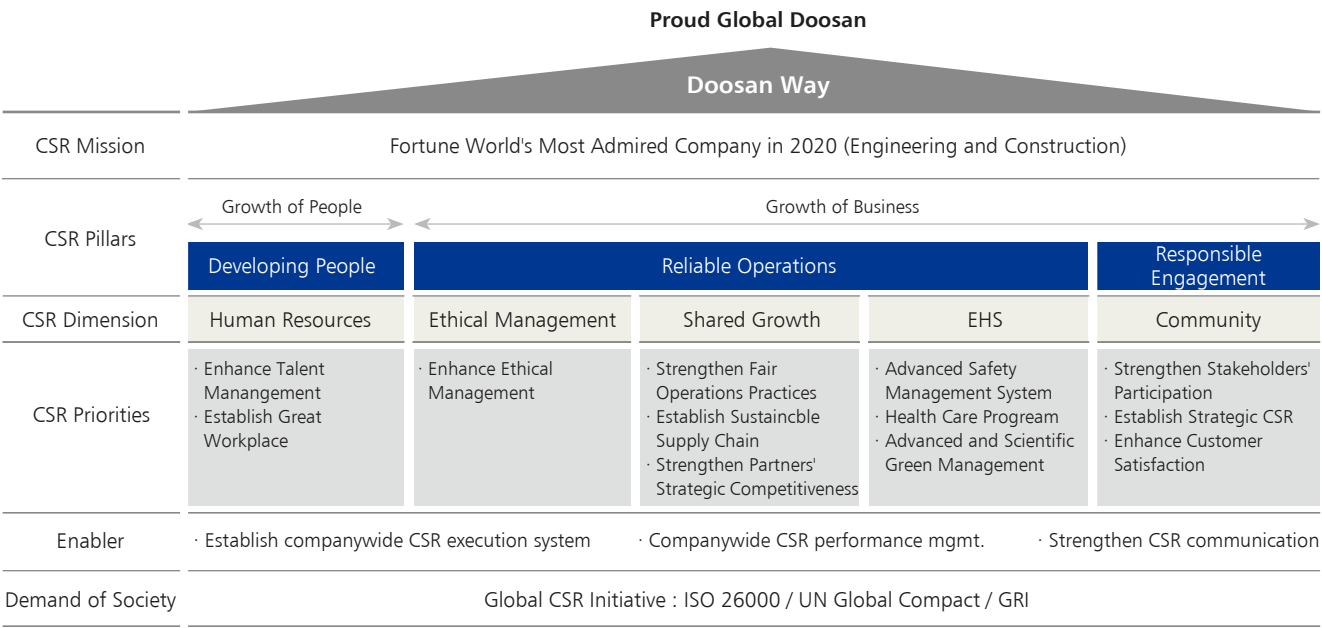 Proud Global Doosan
Doosan Way
CSR Mission
Fortune World's Most Admired Company in 2020 (Engineering and Construction)
CSR Pillars
Growth of People
Growth of Business
Developing People
Reliable Operations
Responsible
Engagement
CSR Dimension
Human Resources
Ethical Management
Shared Growth
EHS
Community
CSR Priorities
· Enhance Talent
Manangement
· Establish Great
Workplace
· Enhance Ethical
Management
· Strengthen Fair
Operations Practices
· Establish Sustaincble
Supply Chain
· Strengthen Partners'
Strategic Competitiveness
· Advanced Safety
Management System
· Health Care Progream
· Advanced and Scientific
Green Management
· Strengthen Stakeholders'
Participation
· Establish Strategic CSR
· Enhance Customer
Satisfaction
Enabler
· Establish companywide CSR execution system
· Companywide CSR performance mgmt.
· Strengthen CSR communication
Demand of Society
Global CSR Initiative : ISO 26000 / UN Global Compact / GRI